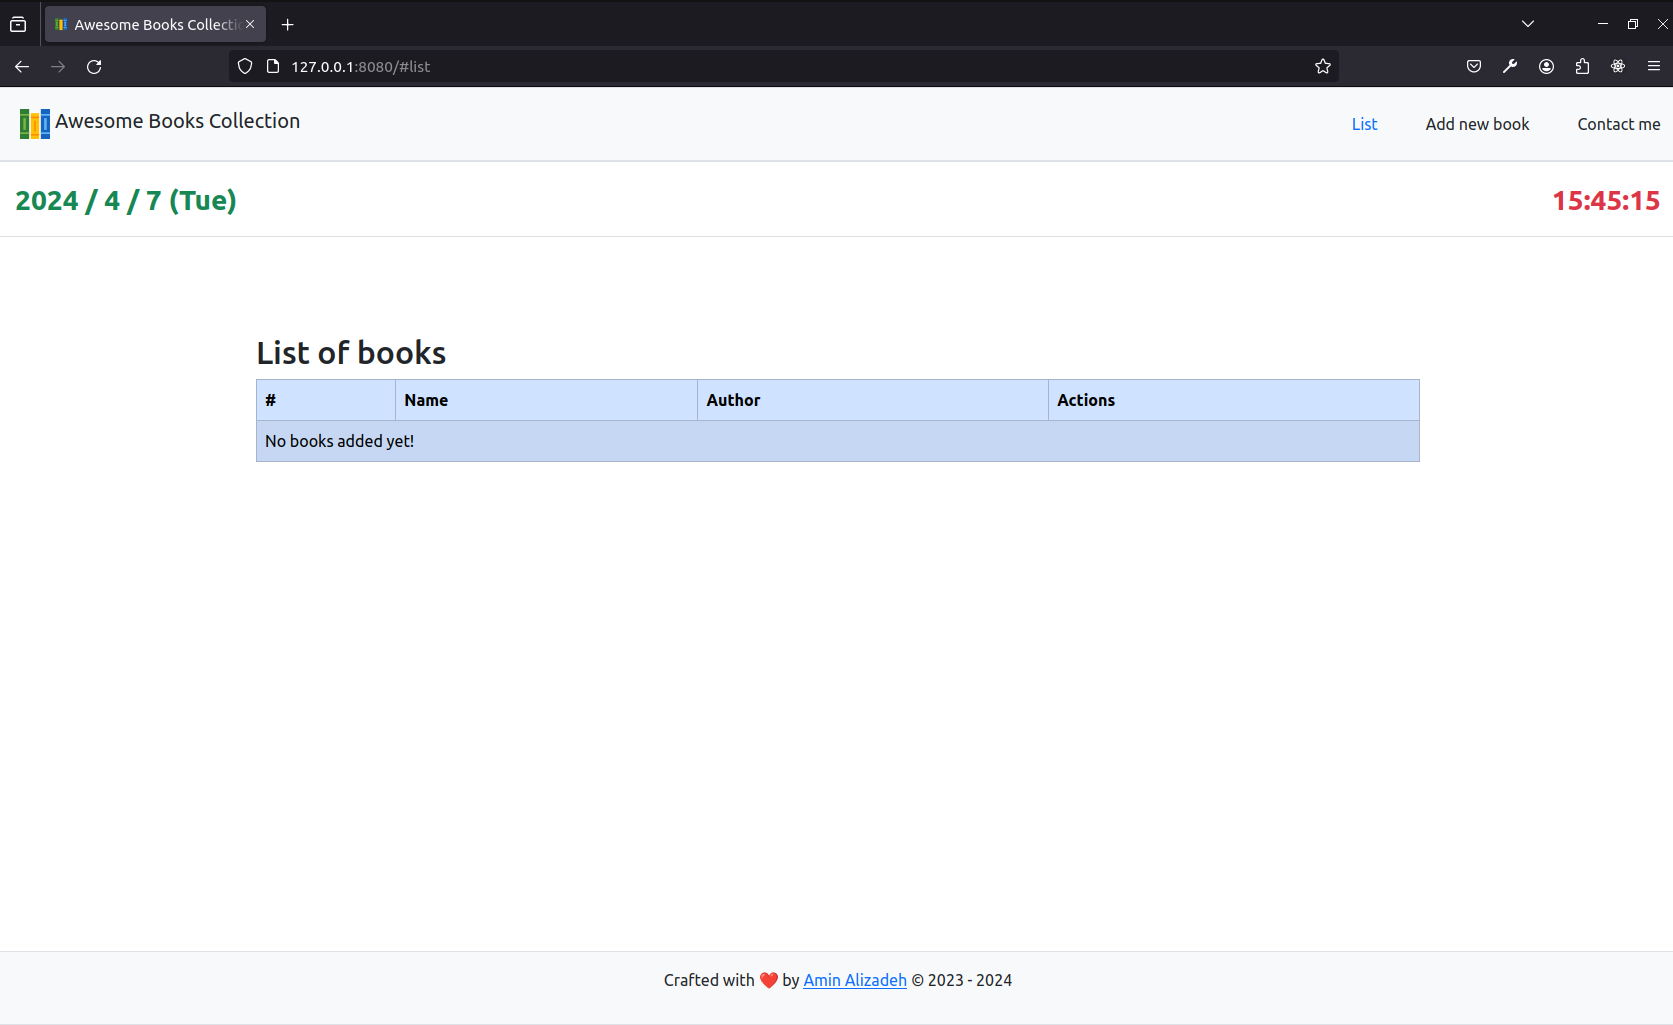 Awesome Books Collectio
127.0.0.1:8080/#list
Awesome Books Collection
List Add new book Contact me
2024 / 4 / 7 (Tue) 15:45:15
List of books
# Name Author Actions
No books added yet!
Crafted with ❤️ by Amin Alizadeh © 2023 - 2024